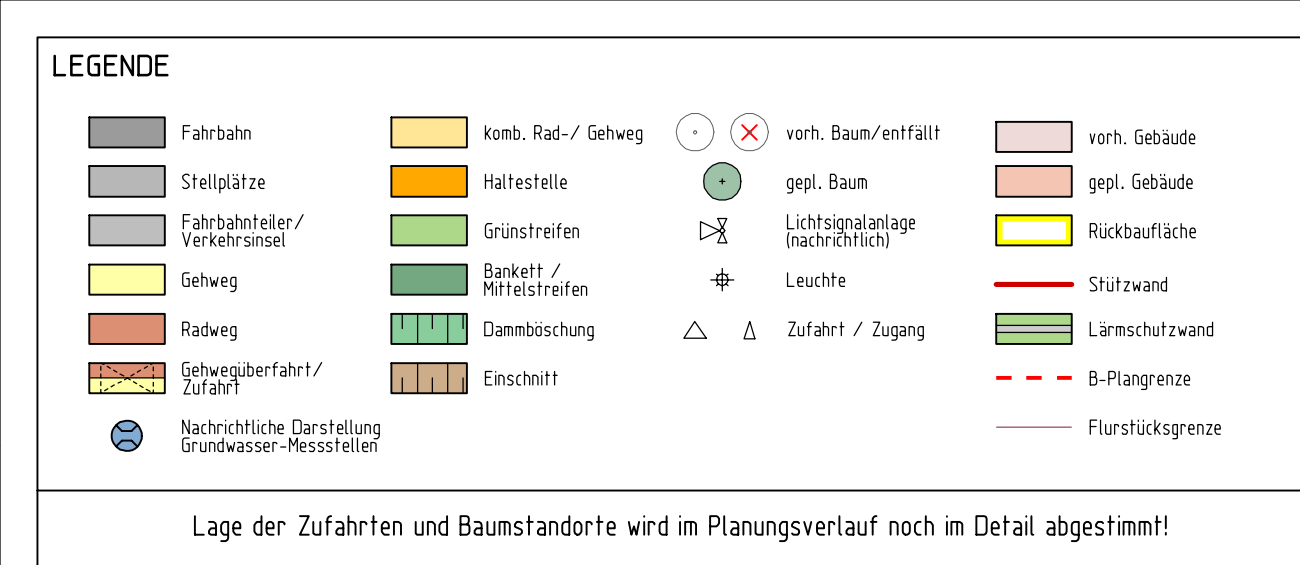 LEGENDE
Fahrbahn
Stellplätze
Fahrbahnteiler/
Verkehrsinsel
Gehweg
Radweg
Gehwegüberfahrt/
Zufahrt
Nachrichtliche Darstellung
Grundwasser-Messstellen
komb. Rad-/ Gehweg
Haltestelle
Grünstreifen
Bankett /
Mittelstreifen
Dammböschung
Einschnitt
vorh. Baum/entfällt
gepl. Baum
Lichtsignalanlage
(nachrichtlich)
Leuchte
Zufahrt / Zugang
vorh. Gebäude
gepl. Gebäude
Rückbaufläche
Stützwand
Lärmschutzwand
B-Plangrenze
Flurstücksgrenze
Lage der Zufahrten und Baumstandorte wird im Planungsverlauf noch im Detail abgestimmt!